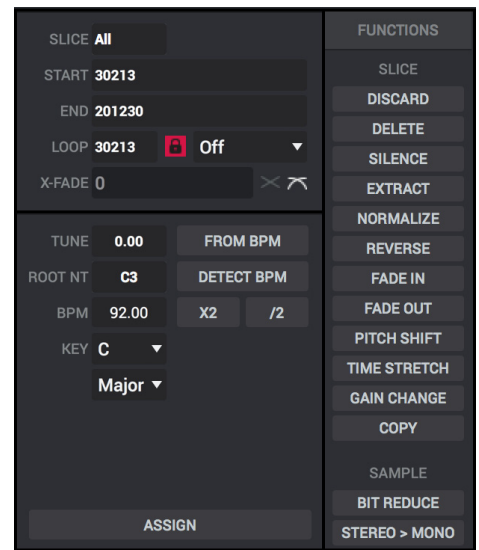 SLICE All
START 30213
END 201230
LOOP 30213 Off
X-FADE 0
TUNE 0.00 FROM BPM
ROOT NT C3 DETECT BPM
BPM 92.00 X2 /2
KEY C
Major
ASSIGN
FUNCTIONS
SLICE
DISCARD
DELETE
SILENCE
EXTRACT
NORMALIZE
REVERSE
FADE IN
FADE OUT
PITCH SHIFT
TIME STRETCH
GAIN CHANGE
COPY
SAMPLE
BIT REDUCE
STEREO > MONO